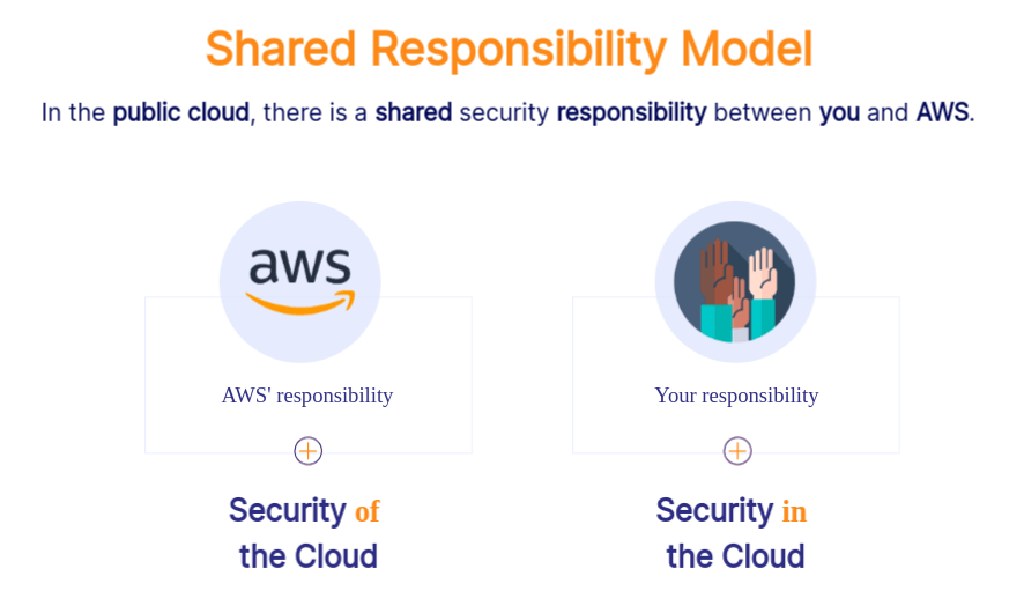 Shared Responsibility Model
In the public cloud, there is a shared security responsibility between you and AWS.
aws
AWS' responsibility
Security of
the Cloud
Your responsibility
Security in
the Cloud